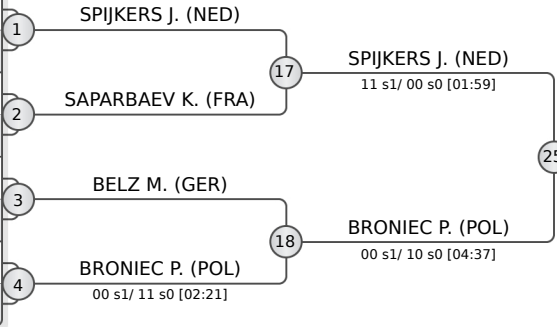 SPIJKERS J. (NED)
1
17
SPIJKERS J. (NED)
11 s1/ 00 s0 [01:59]
SAPARBAEV K. (FRA)
2
25
BELZ M. (GER)
3
18
BRONIEC P. (POL)
00 s1/ 10 s0 [04:37]
BRONIEC P. (POL)
4
00 s1/ 11 s0 [02:21]